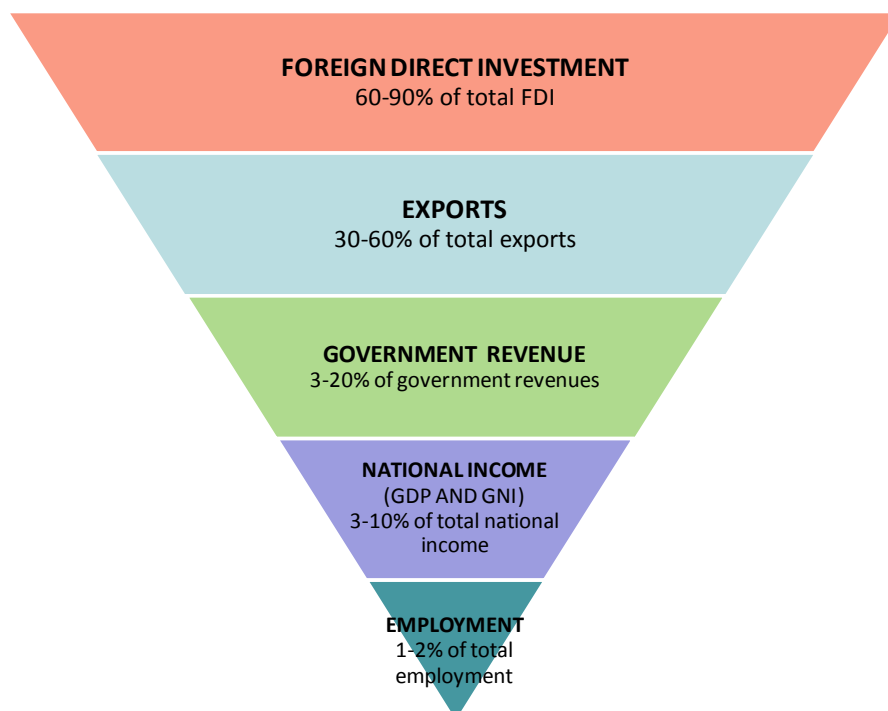 FOREIGN DIRECT INVESTMENT
60-90% of total FDI
EXPORTS
30-60% of total exports
GOVERNMENT REVENUE
3-20% of government revenues
NATIONAL INCOME
(GDP AND GNI)
3-10% of total national
income
EMPLOYMENT
1-2% of total
employment